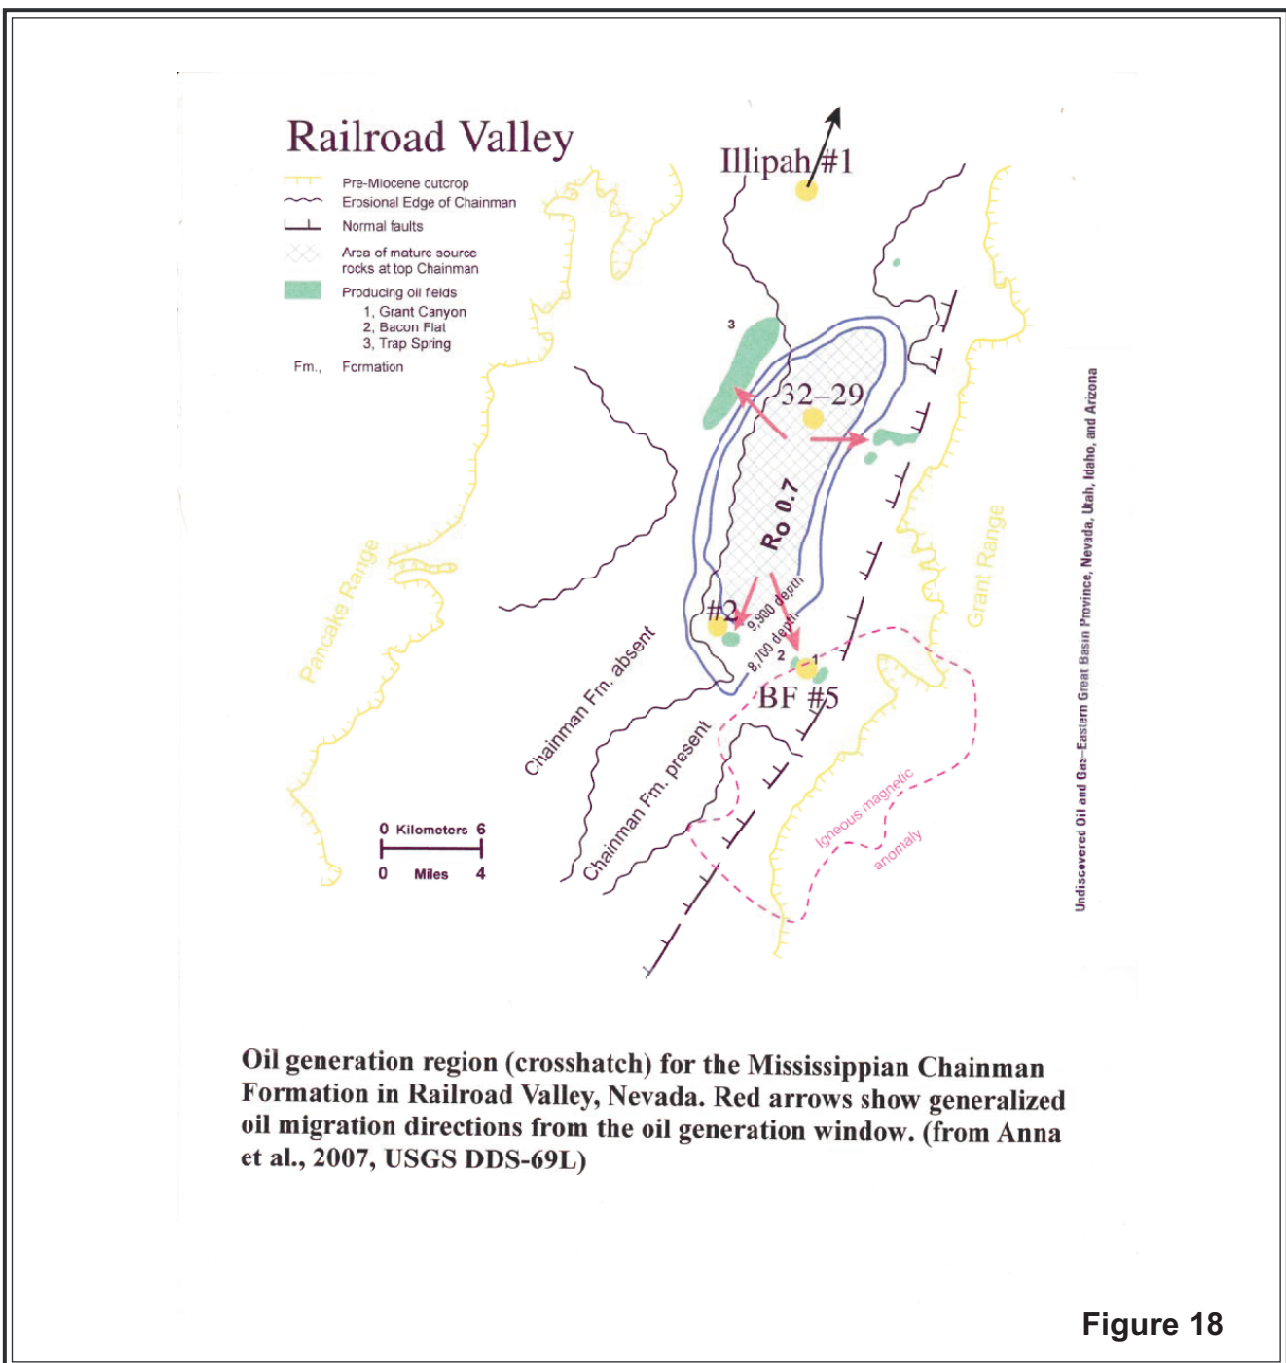 Railroad Valley
Pre-Miocene outcrop
Erosional Edge of Chainman
Normal faults
Area of mature source
rocks at top Chainman
Producing oil fields
1, Grant Canyon
2, Bacon Flat
3, Trap Spring
Fm., Formation
Illipah #1
3
32–29
Ro 0.7
#2
9,900 depth
8,700 depth
2
1
BF #5
Pancake Range
Grant Range
Chainman Fm. absent
Chainman Fm. present
Igneous magnetic
anomaly
0 Kilometers 6
0 Miles 4
Undiscovered Oil and Gas–Eastern Great Basin Province, Nevada, Utah, Idaho, and Arizona
Oil generation region (crosshatch) for the Mississippian Chainman
Formation in Railroad Valley, Nevada. Red arrows show generalized
oil migration directions from the oil generation window. (from Anna
et al., 2007, USGS DDS-69L)
Figure 18